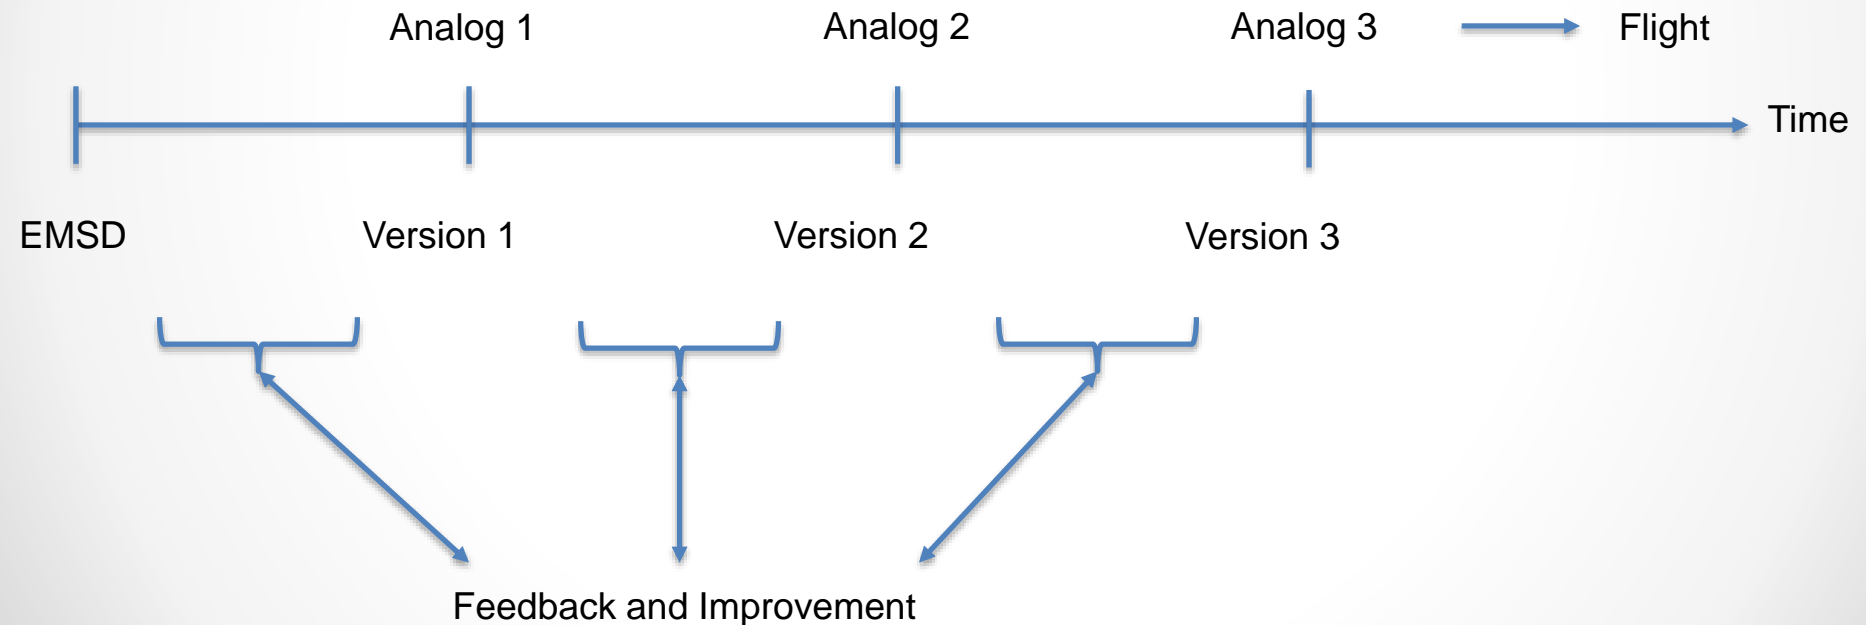 Analog 1
Analog 2
Analog 3
Flight
Time
EMSD
Version 1
Version 2
Version 3
Feedback and Improvement